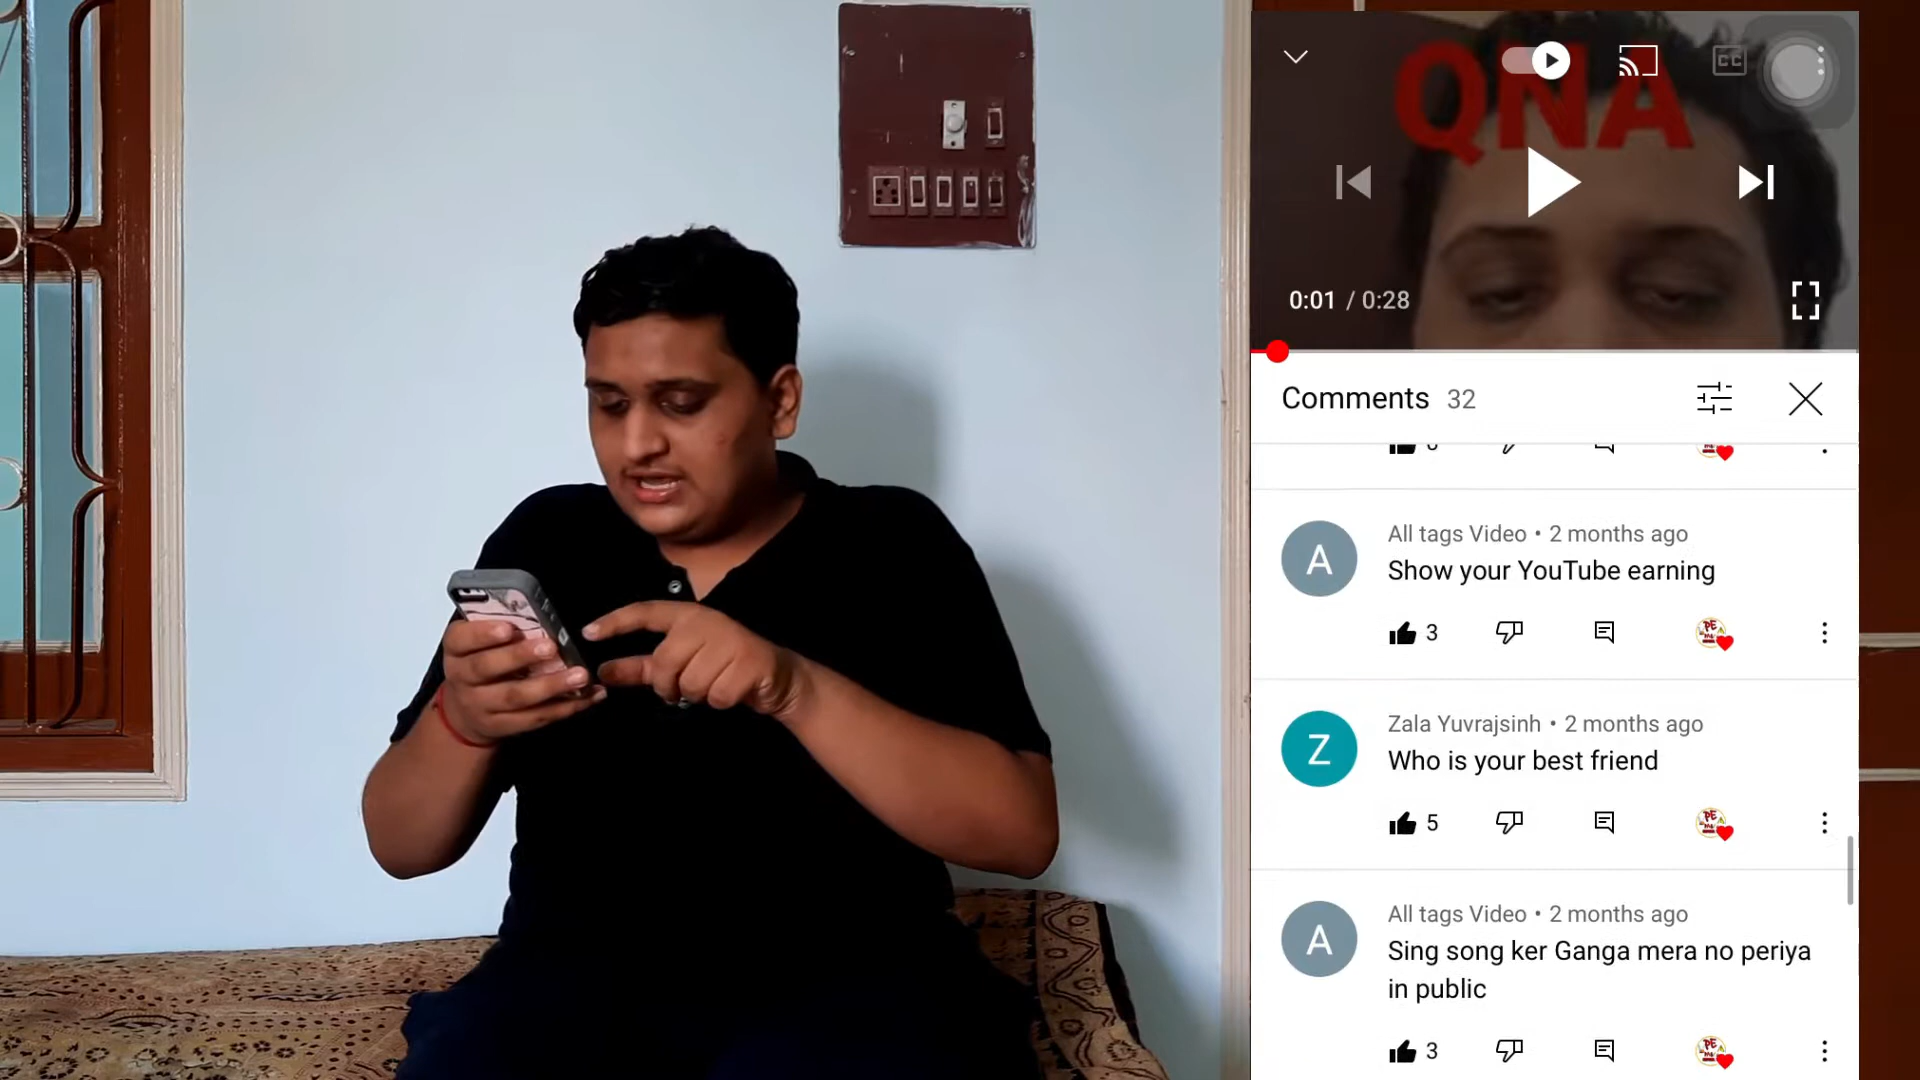 QNA
CC
0:01 / 0:28
Comments 32
All tags Video • 2 months ago
Show your YouTube earning
3
Zala Yuvrajsinh • 2 months ago
Who is your best friend
5
All tags Video • 2 months ago
Sing song ker Ganga mera no periya
in public
3